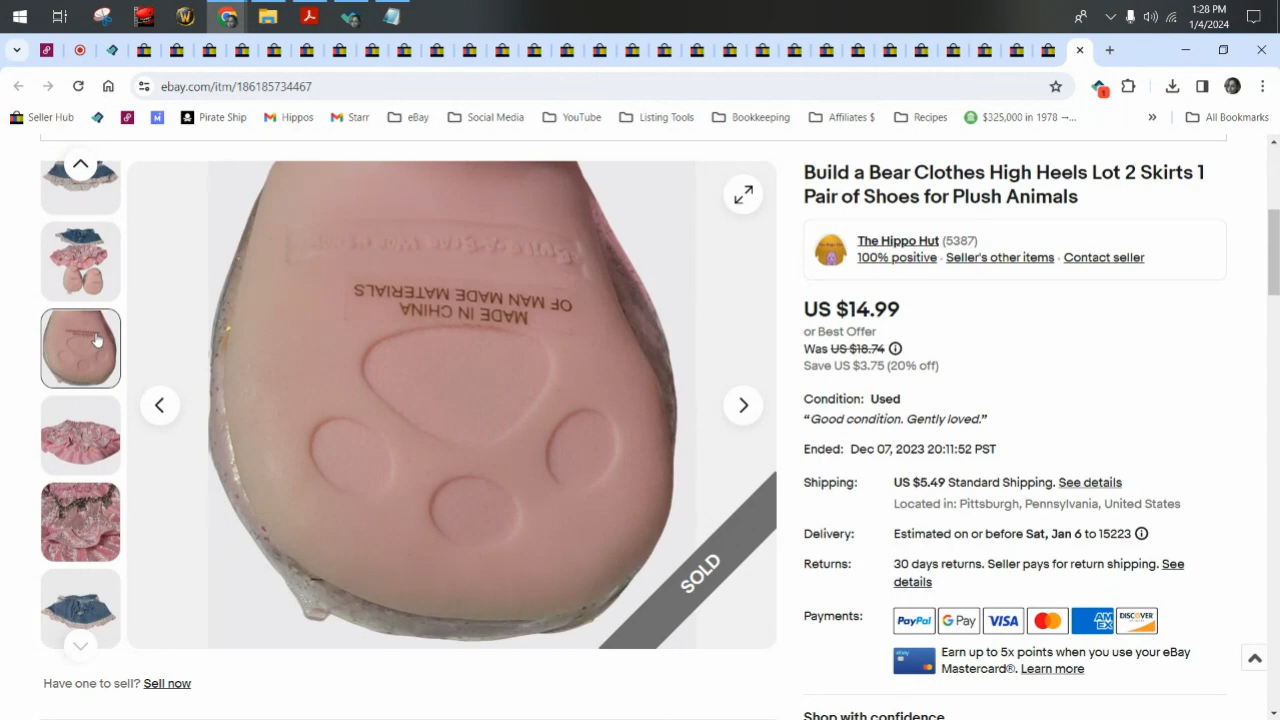 1:28 PM
1/4/2024
ebay.com/itm/186185734467
1
Seller Hub
Pirate Ship
Hippos
Starr
eBay
Social Media
YouTube
Listing Tools
Bookkeeping
Affiliates $
Recipes
$325,000 in 1978 →...
»
All Bookmarks
Build-a-Bear Workshop
OF MAN MADE MATERIALS
MADE IN CHINA
SOLD
Have one to sell? Sell now
Build a Bear Clothes High Heels Lot 2 Skirts 1
Pair of Shoes for Plush Animals
The Hippo Hut (5387)
100% positive · Seller's other items · Contact seller
US $14.99
or Best Offer
Was US $18.74
Save US $3.75 (20% off)
Condition: Used
“Good condition. Gently loved.”
Ended: Dec 07, 2023 20:11:52 PST
Shipping: US $5.49 Standard Shipping. See details
Located in: Pittsburgh, Pennsylvania, United States
Delivery: Estimated on or before Sat, Jan 6 to 15223
Returns: 30 days returns. Seller pays for return shipping. See
details
Payments: PayPal G Pay VISA AM EX DISCOVER
Earn up to 5x points when you use your eBay
Mastercard®. Learn more
Shop with confidence